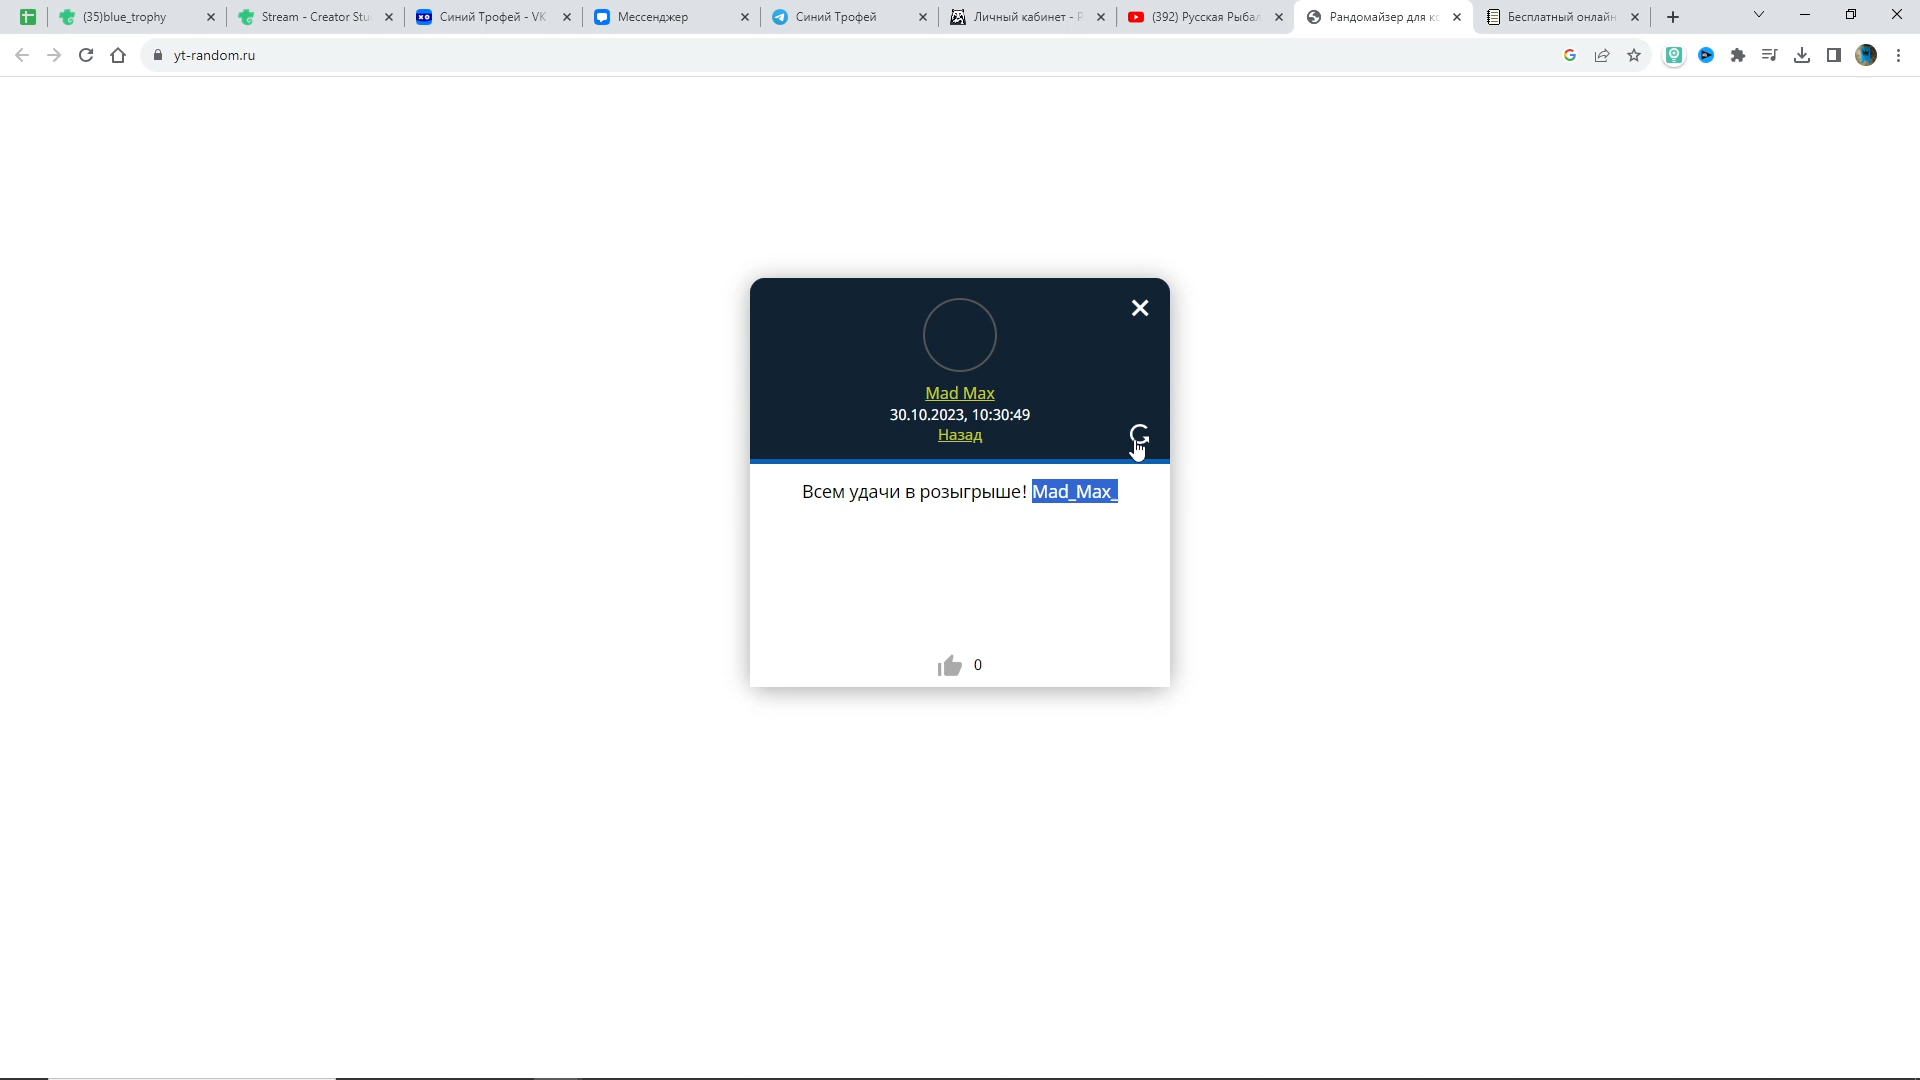 (35)blue_trophy
Stream - Creator Stu
Синий Трофей - VK
Мессенджер
Синий Трофей
Личный кабинет - Р
(392) Русская Рыбал
Рандомайзер для ко
Бесплатный онлайн
yt-random.ru
Mad Max
30.10.2023, 10:30:49
Назад
Всем удачи в розыгрыше! Mad_Max_
0